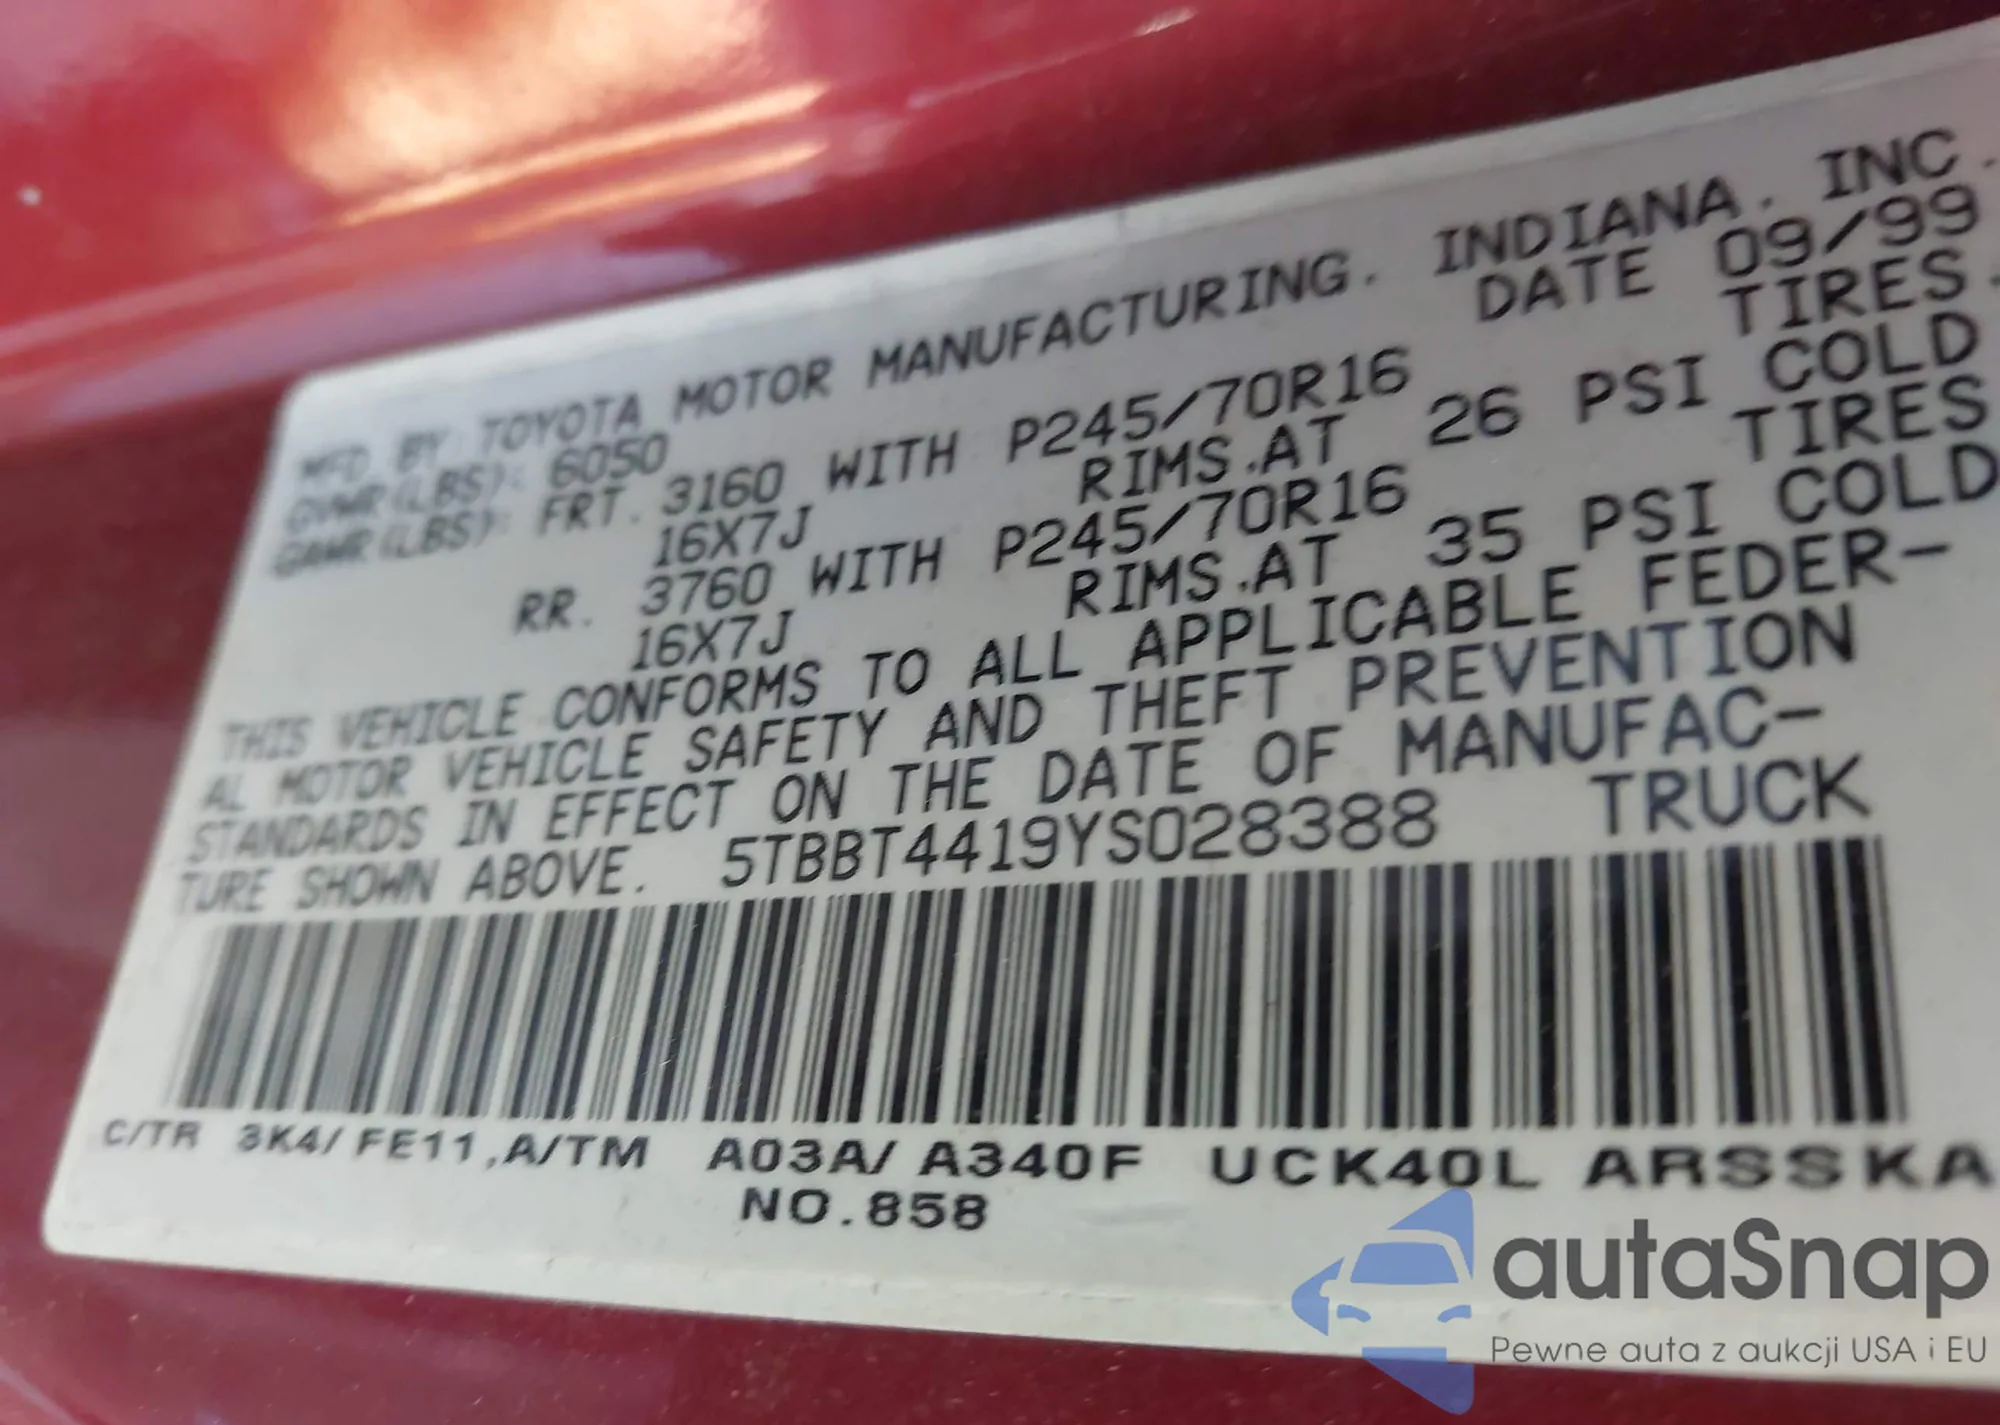 MFD BY: TOYOTA MOTOR MANUFACTURING. INDIANA. INC.
GVWR(LBS): 6050 DATE 09/99
GAWR(LBS): FRT. 3160 WITH P245/70R16 TIRES.
16X7J RIMS.AT 26 PSI COLD
RR. 3760 WITH P245/70R16 TIRES
16X7J RIMS.AT 35 PSI COLD
THIS VEHICLE CONFORMS TO ALL APPLICABLE FEDER-
AL MOTOR VEHICLE SAFETY AND THEFT PREVENTION
STANDARDS IN EFFECT ON THE DATE OF MANUFAC-
TURE SHOWN ABOVE. 5TBBT4419YS028388 TRUCK
C/TR 3K4/FE11,A/TM A03A/A340F UCK40L ARSSKA
NO.858
autaSnap
Pewne auta z aukcji USA i EU